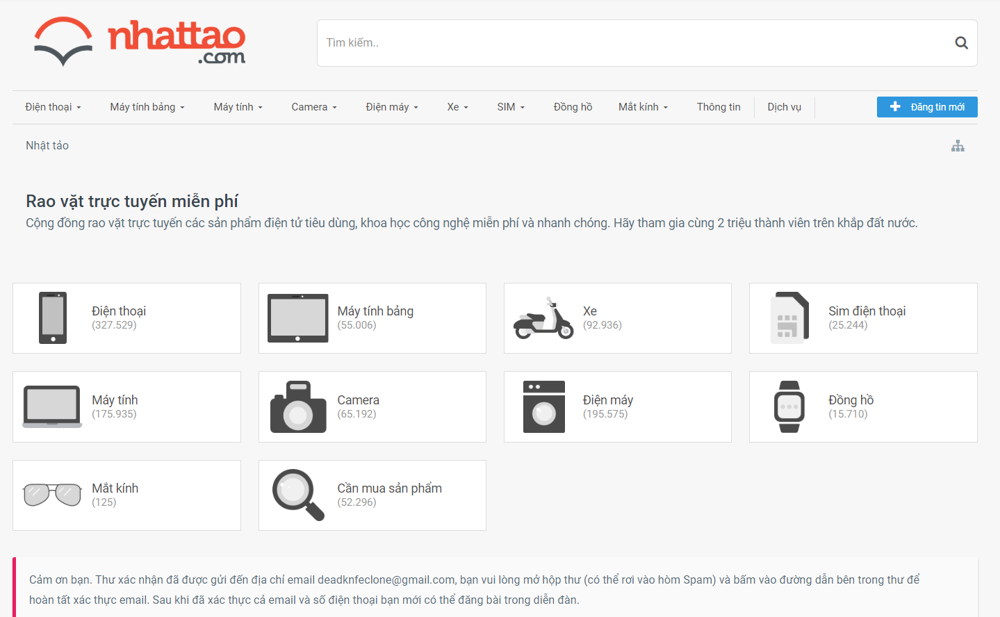 nhattao
.com
Tìm kiếm..
Điện thoại
Máy tính bảng
Máy tính
Camera
Điện máy
Xe
SIM
Đồng hồ
Mắt kính
Thông tin
Dịch vụ
Đăng tin mới
Nhật tảo
Rao vặt trực tuyến miễn phí
Cộng đồng rao vặt trực tuyến các sản phẩm điện tử tiêu dùng, khoa học công nghệ miễn phí và nhanh chóng. Hãy tham gia cùng 2 triệu thành viên trên khắp đất nước.
Điện thoại
(327.529)
Máy tính bảng
(55.006)
Xe
(92.936)
Sim điện thoại
(25.244)
Máy tính
(175.935)
Camera
(65.192)
Điện máy
(195.575)
Đồng hồ
(15.710)
Mắt kính
(125)
Cần mua sản phẩm
(52.296)
Cảm ơn bạn. Thư xác nhận đã được gửi đến địa chỉ email deadknfeclone@gmail.com, bạn vui lòng mở hộp thư (có thể rơi vào hòm Spam) và bấm vào đường dẫn bên trong thư để
hoàn tất xác thực email. Sau khi đã xác thực cả email và số điện thoại bạn mới có thể đăng bài trong diễn đàn.